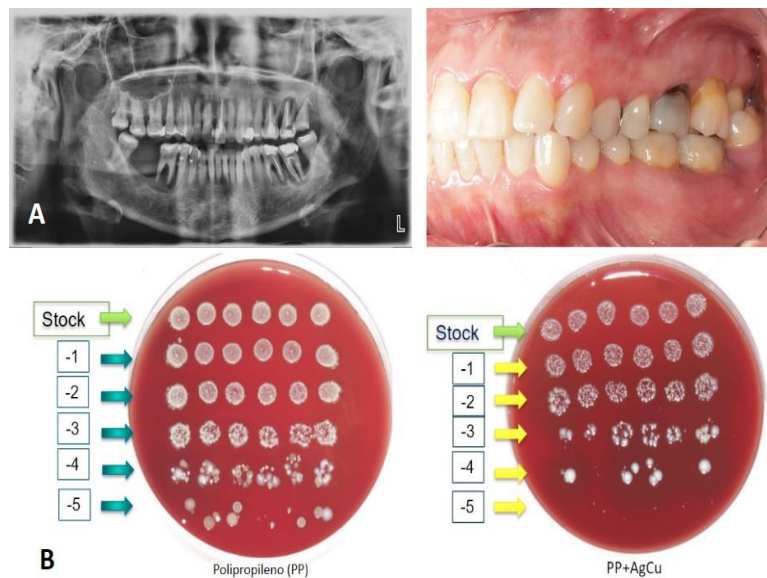 A
L
Stock
-1
-2
-3
-4
-5
B
Polipropileno (PP)
Stock
-1
-2
-3
-4
-5
PP+AgCu